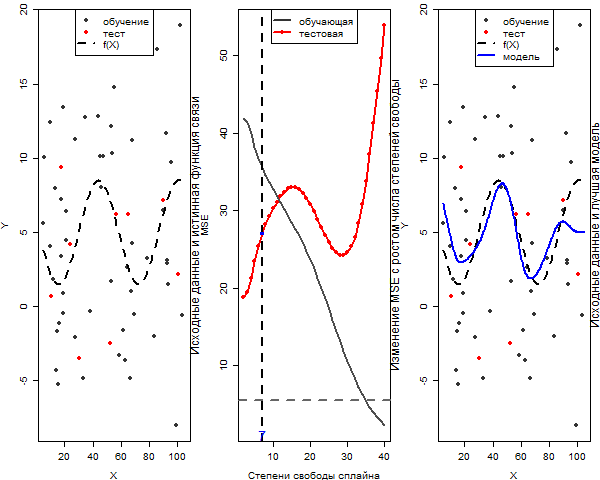 обучение
тест
f(X)
Y
-5
0
5
10
15
20
20
40
60
80
100
X
Исходные данные и истинная функция связи
обучающая
тестовая
MSE
10
20
30
40
50
7
10
20
30
40
Степени свободы сплайна
Изменение MSE с ростом числа степеней свободы
обучение
тест
f(X)
модель
Y
-5
0
5
10
15
20
20
40
60
80
100
X
Исходные данные и лучшая модель